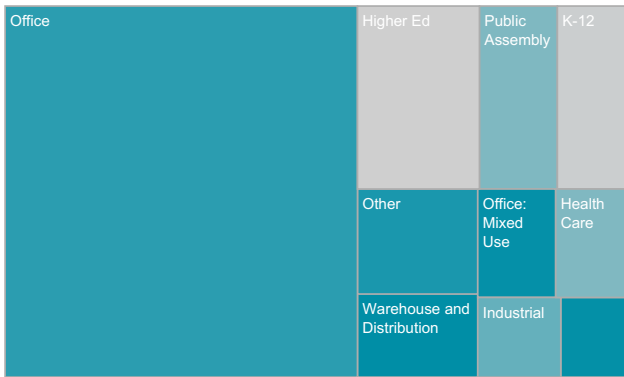 Office
Higher Ed
Public
Assembly
K-12
Other
Office:
Mixed
Use
Health
Care
Warehouse and
Distribution
Industrial